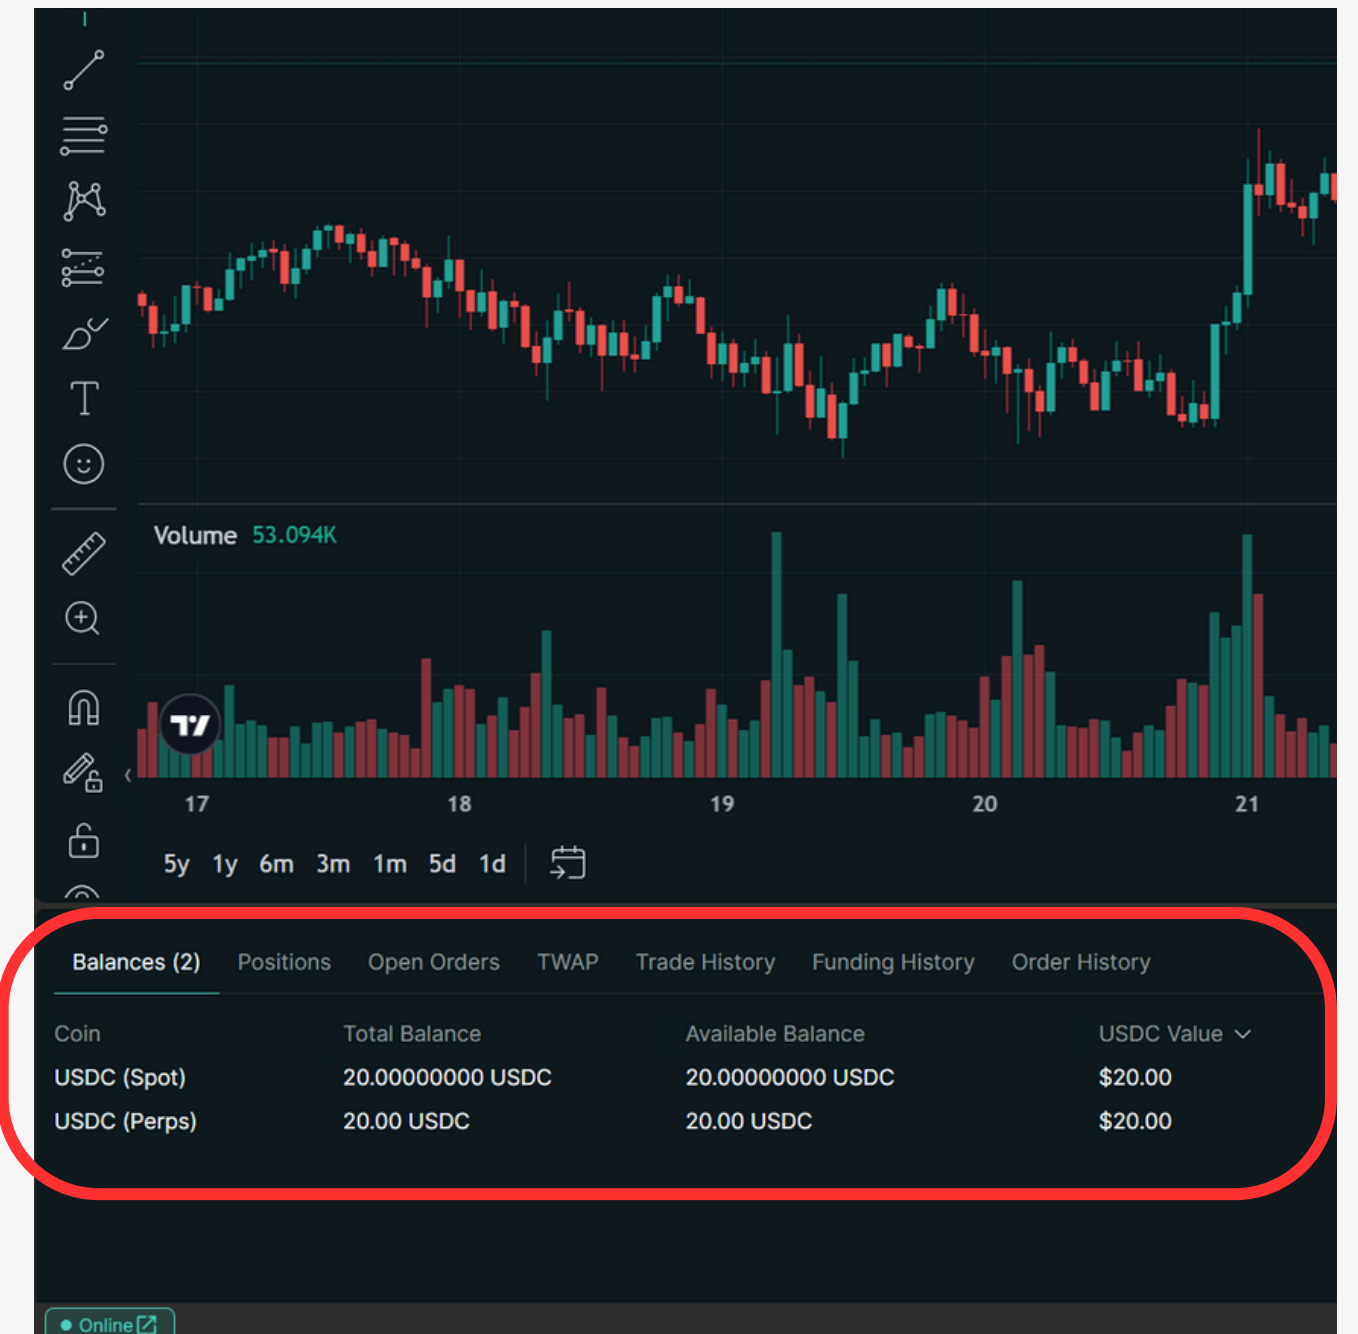 Volume 53.094K
17 18 19 20 21
5y 1y 6m 3m 1m 5d 1d
Balances (2) Positions Open Orders TWAP Trade History Funding History Order History
Coin Total Balance Available Balance USDC Value
USDC (Spot) 20.00000000 USDC 20.00000000 USDC $20.00
USDC (Perps) 20.00 USDC 20.00 USDC $20.00
Online